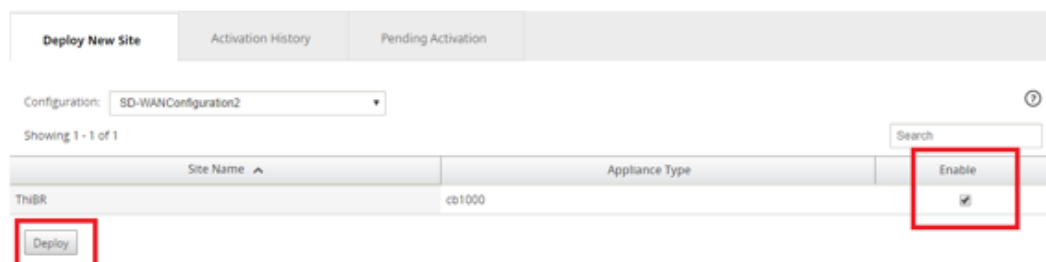 Deploy New Site Activation History Pending Activation
Configuration: SD-WANConfiguration2
Showing 1 - 1 of 1 Search
Site Name Appliance Type Enable
ThiBR cb1000
Deploy